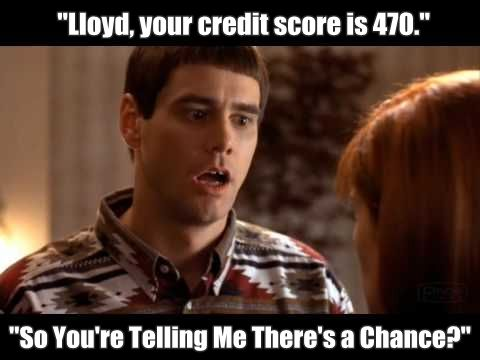 "Lloyd, your credit score is 470."
"So You're Telling Me There's a Chance?"